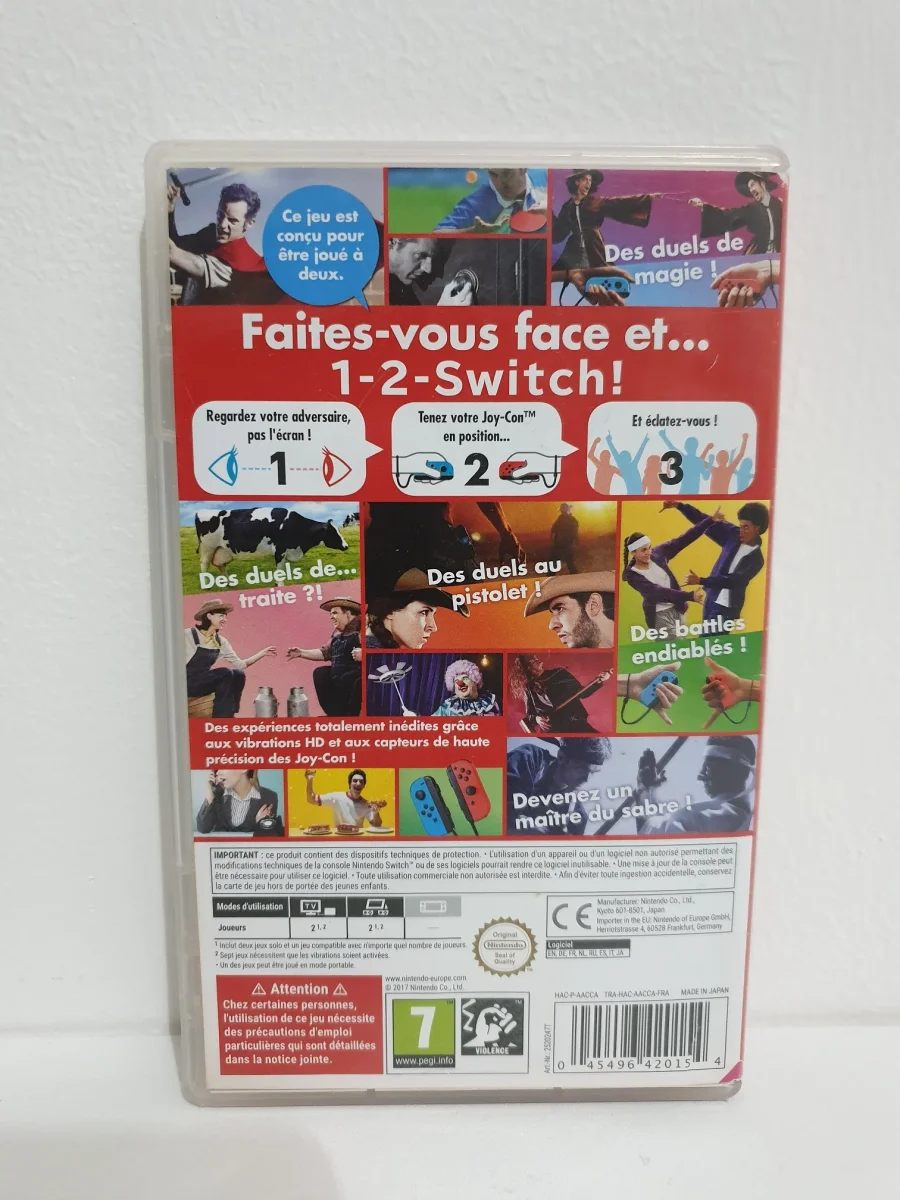 Ce jeu est
conçu pour
être joué à
deux.
Des duels de
magie !
Faites-vous face et...
1-2-Switch!
Regardez votre adversaire,
pas l'écran !
1
Tenez votre Joy-Con™
en position...
2
Et éclatez-vous !
3
Des duels de...
traite ?!
Des duels au
pistolet !
Des battles
endiablés !
Des expériences totalement inédites grâce
aux vibrations HD et aux capteurs de haute
précision des Joy-Con !
Devenez un
maître du sabre !
IMPORTANT : ce produit contient des dispositifs techniques de protection. • L'utilisation d'un appareil ou d'un logiciel non autorisé permettant des
modifications techniques de la console Nintendo Switch™ ou de ses logiciels pourrait rendre ce logiciel inutilisable. • Une mise à jour de la console peut
être nécessaire pour utiliser ce logiciel. • Toute utilisation commerciale non autorisée est interdite. • Afin d'éviter toute ingestion accidentelle, conservez
la carte de jeu hors de portée des jeunes enfants.
Modes d'utilisation
TV
Joueurs
2 1, 2
2 1, 2
—
1 Inclut deux jeux solo et un jeu compatible avec n'importe quel nombre de joueurs.
2 Sept jeux nécessitent que les vibrations soient activées.
- Un des jeux peut être joué en mode portable.
CE
Manufacturer: Nintendo Co., Ltd.,
Kyoto 601-8501, Japan
Importer in the EU: Nintendo of Europe GmbH,
Herriotstrasse 4, 60528 Frankfurt, Germany
Original
Nintendo
Seal of
Quality
Logiciel
EN, DE, FR, NL, RU, ES, IT, JA
⚠ Attention ⚠
Chez certaines personnes,
l'utilisation de ce jeu nécessite
des précautions d'emploi
particulières qui sont détaillées
dans la notice jointe.
www.nintendo-europe.com
© 2017 Nintendo Co., Ltd.
7
www.pegi.info
VIOLENCE
HAC-P-AACCA TRA-HAC-AACCA-FRA MADE IN JAPAN
Art.-Nr. 2520247T
0 45496 42015 4